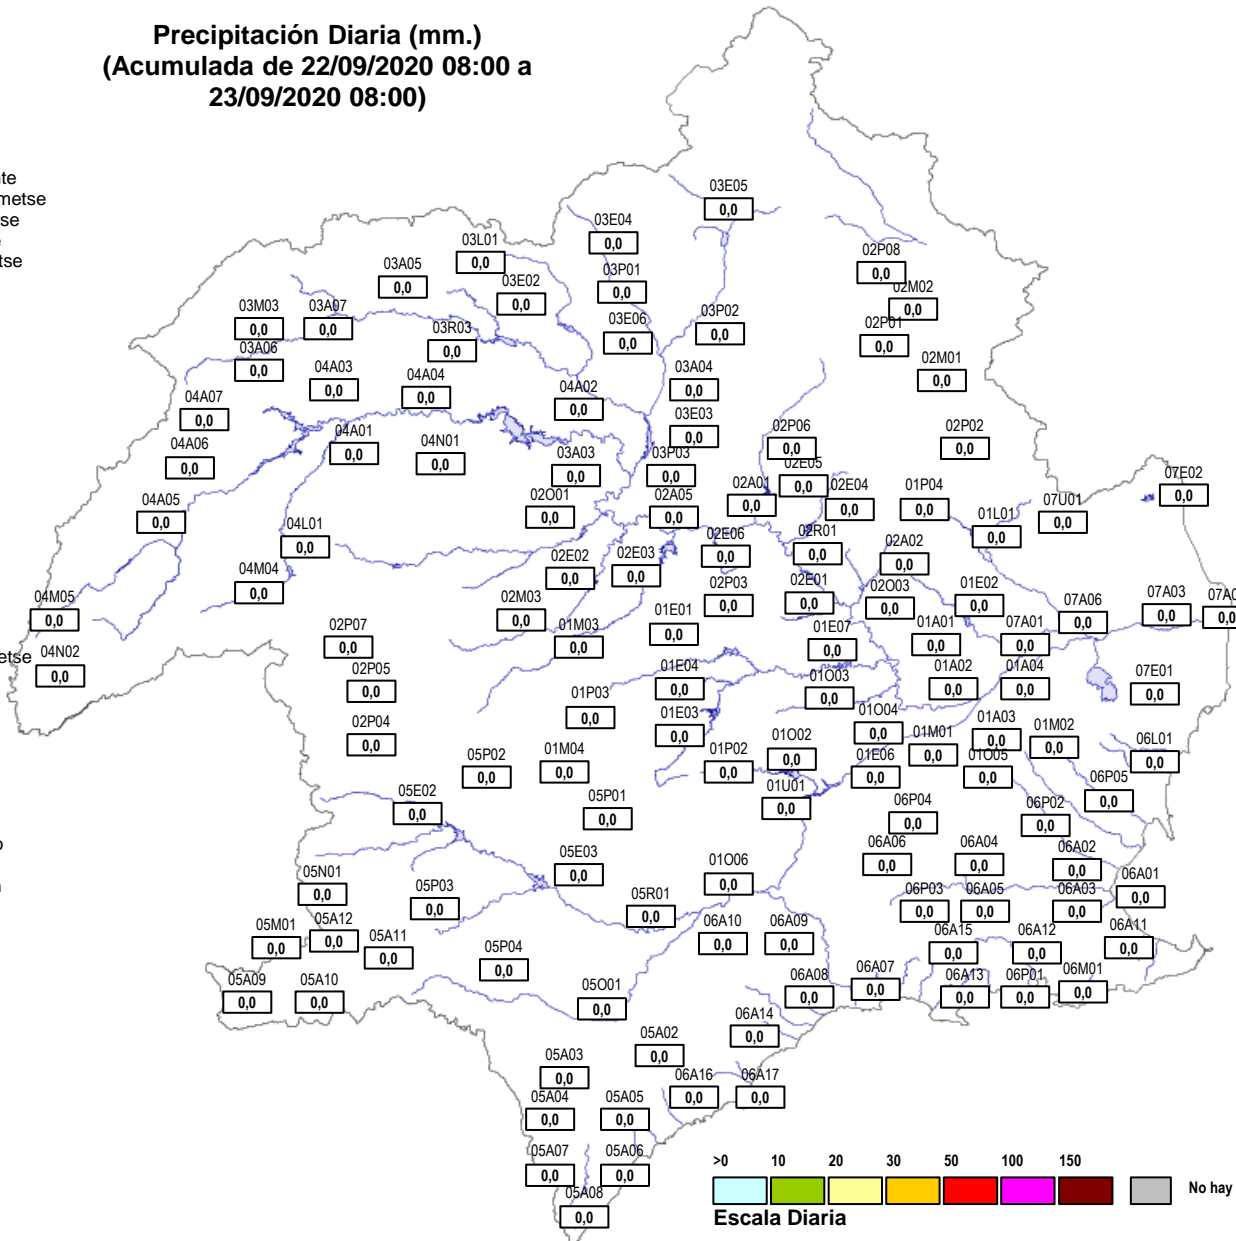 Precipitación Diaria (mm.)
(Acumulada de 22/09/2020 08:00 a
23/09/2020 08:00)
03E05
0,0
03E04
0,0
03L01
0,0
02P08
0,0
03A05
0,0
03P01
0,0
03E02
0,0
02M02
0,0
03M03
0,0
03A07
0,0
03P02
0,0
03E06
0,0
02P01
0,0
03R03
0,0
03A06
0,0
02M01
0,0
04A03
0,0
03A04
0,0
04A04
0,0
04A02
0,0
04A07
0,0
03E03
0,0
04A01
0,0
02P06
0,0
02P02
0,0
04N01
0,0
04A06
0,0
03A03
0,0
03P03
0,0
02E05
0,0
07E02
0,0
02A01
0,0
02E04
0,0
01P04
0,0
04A05
0,0
02O01
0,0
02A05
0,0
07U01
0,0
01L01
0,0
04L01
0,0
02E06
0,0
02R01
0,0
02A02
0,0
02E02
0,0
02E03
0,0
04M04
0,0
02P03
0,0
02E01
0,0
02O03
0,0
01E02
0,0
04M05
0,0
02M03
0,0
07A06
0,0
07A03
0,0
07A0
0,0
01E01
0,0
02P07
0,0
01M03
0,0
01E07
0,0
01A01
0,0
07A01
0,0
etse
04N02
0,0
02P05
0,0
01E04
0,0
01O03
0,0
01A02
0,0
01A04
0,0
07E01
0,0
01P03
0,0
02P04
0,0
01E03
0,0
01O04
0,0
01A03
0,0
01M02
0,0
01M01
0,0
06L01
0,0
05P02
0,0
01M04
0,0
01P02
0,0
01O02
0,0
01E06
0,0
01O05
0,0
06P05
0,0
05E02
0,0
05P01
0,0
01U01
0,0
06P04
0,0
06P02
0,0
05E03
0,0
06A06
0,0
06A04
0,0
06A02
0,0
05N01
0,0
05P03
0,0
01O06
0,0
06A01
0,0
05R01
0,0
06P03
0,0
06A05
0,0
06A03
0,0
05M01
0,0
05A12
0,0
06A10
0,0
06A09
0,0
06A15
0,0
06A12
0,0
06A11
0,0
05A11
0,0
05P04
0,0
05A09
0,0
05A10
0,0
05O01
0,0
06A08
0,0
06A07
0,0
06A13
0,0
06P01
0,0
06M01
0,0
06A14
0,0
05A02
0,0
05A03
0,0
06A16
0,0
06A17
0,0
05A04
0,0
05A05
0,0
05A07
0,0
05A06
0,0
05A08
0,0
>0 10 20 30 50 100 150
No hay
Escala Diaria